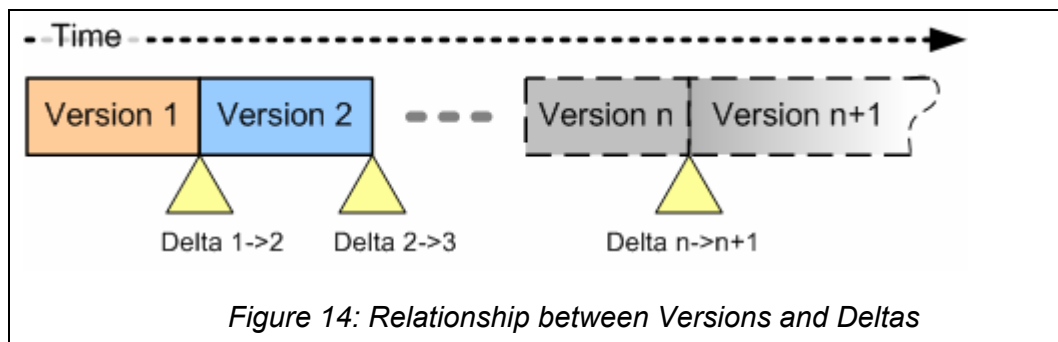 Time
Version 1 Version 2 Version n Version n+1
Delta 1->2 Delta 2->3 Delta n->n+1
Figure 14: Relationship between Versions and Deltas